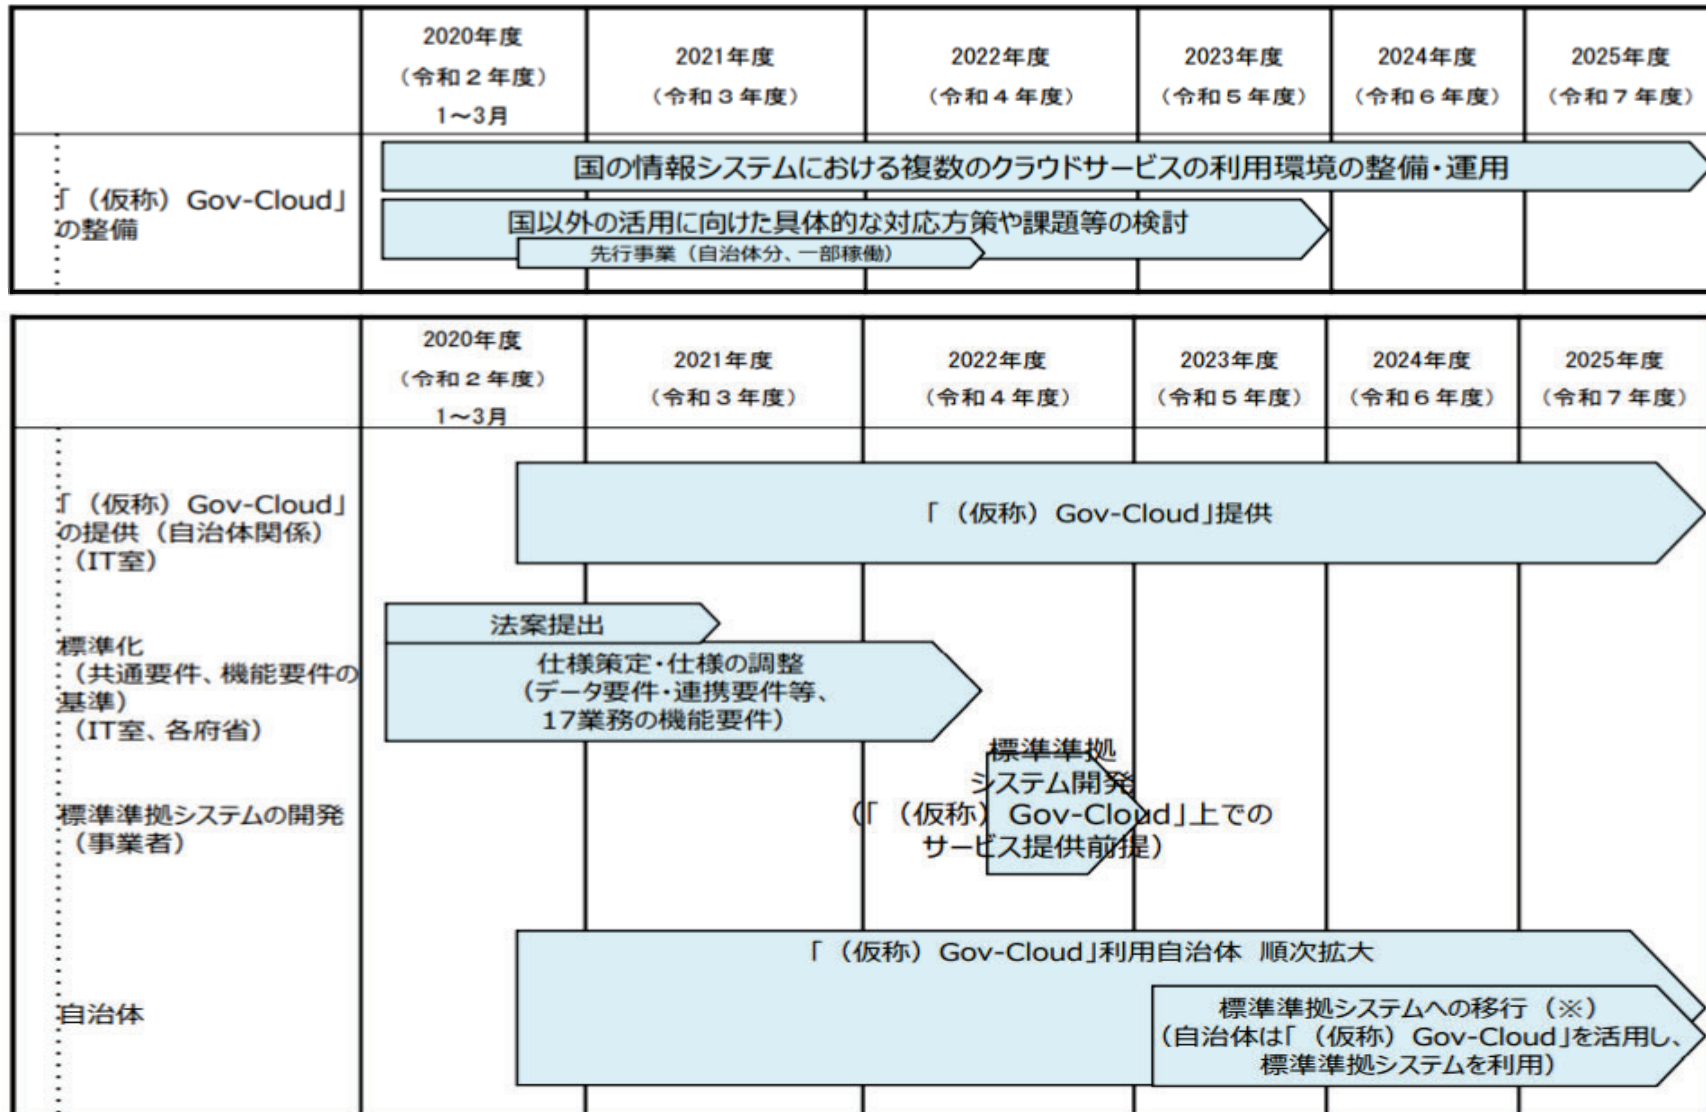 2020年度
（令和２年度）
1～3月
2021年度
（令和３年度）
2022年度
（令和４年度）
2023年度
（令和５年度）
2024年度
（令和６年度）
2025年度
（令和７年度）
「（仮称）Gov-Cloud」
の整備
国の情報システムにおける複数のクラウドサービスの利用環境の整備・運用
国以外の活用に向けた具体的な対応方策や課題等の検討
先行事業（自治体分、一部稼働）
2020年度
（令和２年度）
1～3月
2021年度
（令和３年度）
2022年度
（令和４年度）
2023年度
（令和５年度）
2024年度
（令和６年度）
2025年度
（令和７年度）
「（仮称）Gov-Cloud」
の提供（自治体関係）
（IT室）
「（仮称）Gov-Cloud」提供
標準化
（共通要件、機能要件の
基準）
（IT室、各府省）
法案提出
仕様策定・仕様の調整
（データ要件・連携要件等、
17業務の機能要件）
標準準拠システムの開発
（事業者）
標準準拠
システム開発
（「（仮称）Gov-Cloud」上での
サービス提供前提）
自治体
「（仮称）Gov-Cloud」利用自治体 順次拡大
標準準拠システムへの移行（※）
（自治体は「（仮称）Gov-Cloud」を活用し、
標準準拠システムを利用）